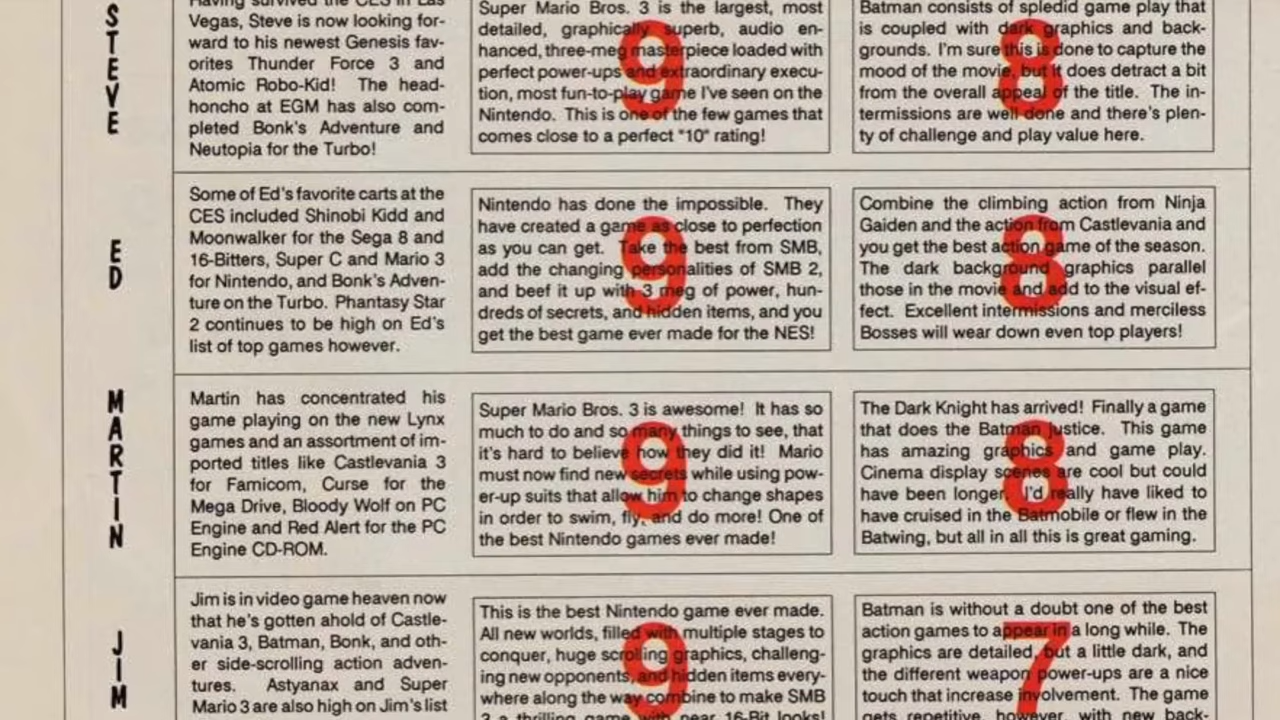 STEVE
Having survived the CES in Las
Vegas, Steve is now looking for-
ward to his newest Genesis fav-
orites Thunder Force 3 and
Atomic Robo-Kid! The head-
honcho at EGM has also com-
pleted Bonk's Adventure and
Neutopia for the Turbo!
Super Mario Bros. 3 is the largest, most
detailed, graphically superb, audio en-
hanced, three-meg masterpiece loaded with
perfect power-ups and extraordinary execu-
tion, most fun-to-play game I've seen on the
Nintendo. This is one of the few games that
comes close to a perfect "10" rating!
9
Batman consists of spledid game play that
is coupled with dark graphics and back-
grounds. I'm sure this is done to capture the
mood of the movie, but it does detract a bit
from the overall appeal of the title. The in-
termissions are well done and there's plen-
ty of challenge and play value here.
8
ED
Some of Ed's favorite carts at the
CES included Shinobi Kidd and
Moonwalker for the Sega 8 and
16-Bitters, Super C and Mario 3
for Nintendo, and Bonk's Adven-
ture on the Turbo. Phantasy Star
2 continues to be high on Ed's
list of top games however.
Nintendo has done the impossible. They
have created a game as close to perfection
as you can get. Take the best from SMB,
add the changing personalities of SMB 2,
and beef it up with 3 meg of power, hun-
dreds of secrets, and hidden items, and you
get the best game ever made for the NES!
9
Combine the climbing action from Ninja
Gaiden and the action from Castlevania and
you get the best action game of the season.
The dark background graphics parallel
those in the movie and add to the visual ef-
fect. Excellent intermissions and merciless
Bosses will wear down even top players!
8
MARTIN
Martin has concentrated his
game playing on the new Lynx
games and an assortment of im-
ported titles like Castlevania 3
for Famicom, Curse for the
Mega Drive, Bloody Wolf on PC
Engine and Red Alert for the PC
Engine CD-ROM.
Super Mario Bros. 3 is awesome! It has so
much to do and so many things to see, that
it's hard to believe how they did it! Mario
must now find new secrets while using pow-
er-up suits that allow him to change shapes
in order to swim, fly, and do more! One of
the best Nintendo games ever made!
9
The Dark Knight has arrived! Finally a game
that does the Batman justice. This game
has amazing graphics and game play.
Cinema display scenes are cool but could
have been longer. I'd really have liked to
have cruised in the Batmobile or flew in the
Batwing, but all in all this is great gaming.
8
JIM
Jim is in video game heaven now
that he's gotten ahold of Castle-
vania 3, Batman, Bonk, and oth-
er side-scrolling action adven-
tures. Astyanax and Super
Mario 3 are also high on Jim's list
This is the best Nintendo game ever made.
All new worlds, filled with multiple stages to
conquer, huge scrolling graphics, challeng-
ing new opponents, and hidden items every-
where along the way combine to make SMB
3 a thrilling game with near 16-Bit looks!
9
Batman is without a doubt one of the best
action games to appear in a long while. The
graphics are detailed, but a little dark, and
the different weapon power-ups are a nice
touch that increase involvement. The game
gets repetitive, however, with new back-
7